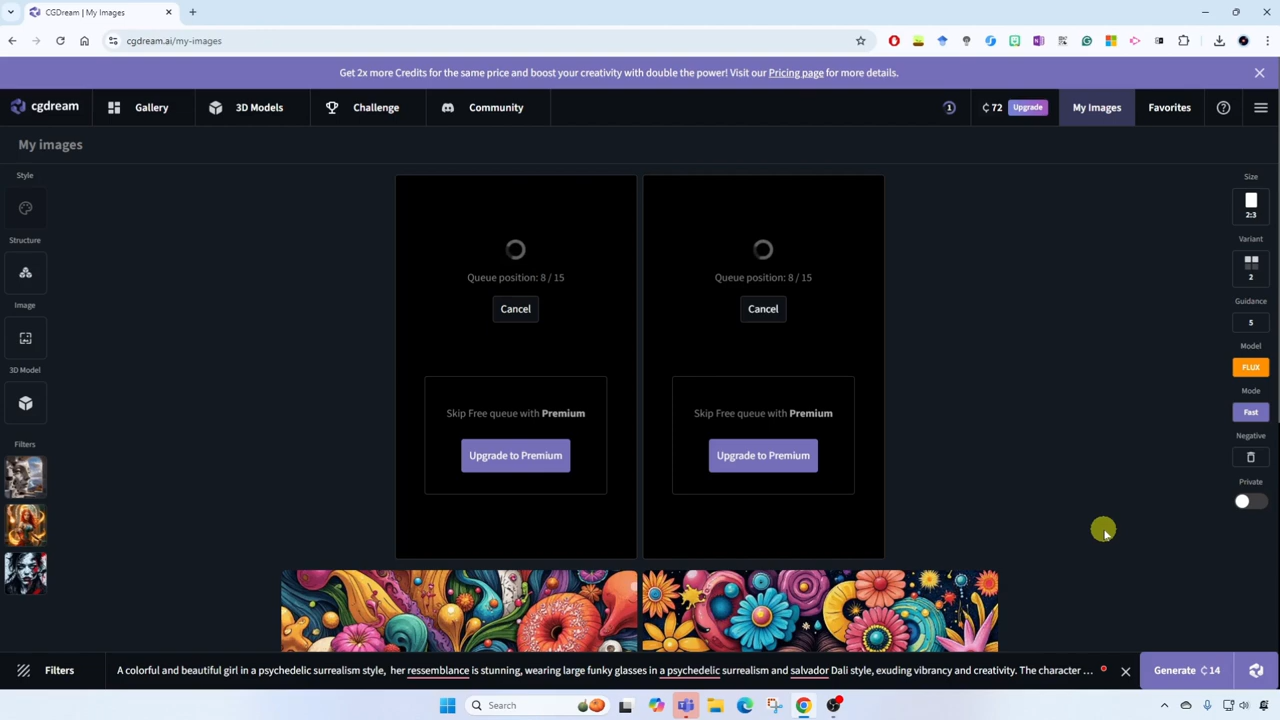 CGDream | My Images
cgdream.ai/my-images
Get 2x more Credits for the same price and boost your creativity with double the power! Visit our Pricing page for more details.
cgdream
Gallery
3D Models
Challenge
Community
1
₵ 72
Upgrade
My Images
Favorites
My images
Style
Structure
Image
3D Model
Filters
Queue position: 8 / 15
Cancel
Skip Free queue with Premium
Upgrade to Premium
Queue position: 8 / 15
Cancel
Skip Free queue with Premium
Upgrade to Premium
Size
2:3
Variant
2
Guidance
5
Model
FLUX
Mode
Fast
Negative
Private
Filters
A colorful and beautiful girl in a psychedelic surrealism style, her ressemblance is stunning, wearing large funky glasses in a psychedelic surrealism and salvador Dali style, exuding vibrancy and creativity. The character ...
Generate ₵ 14
Search